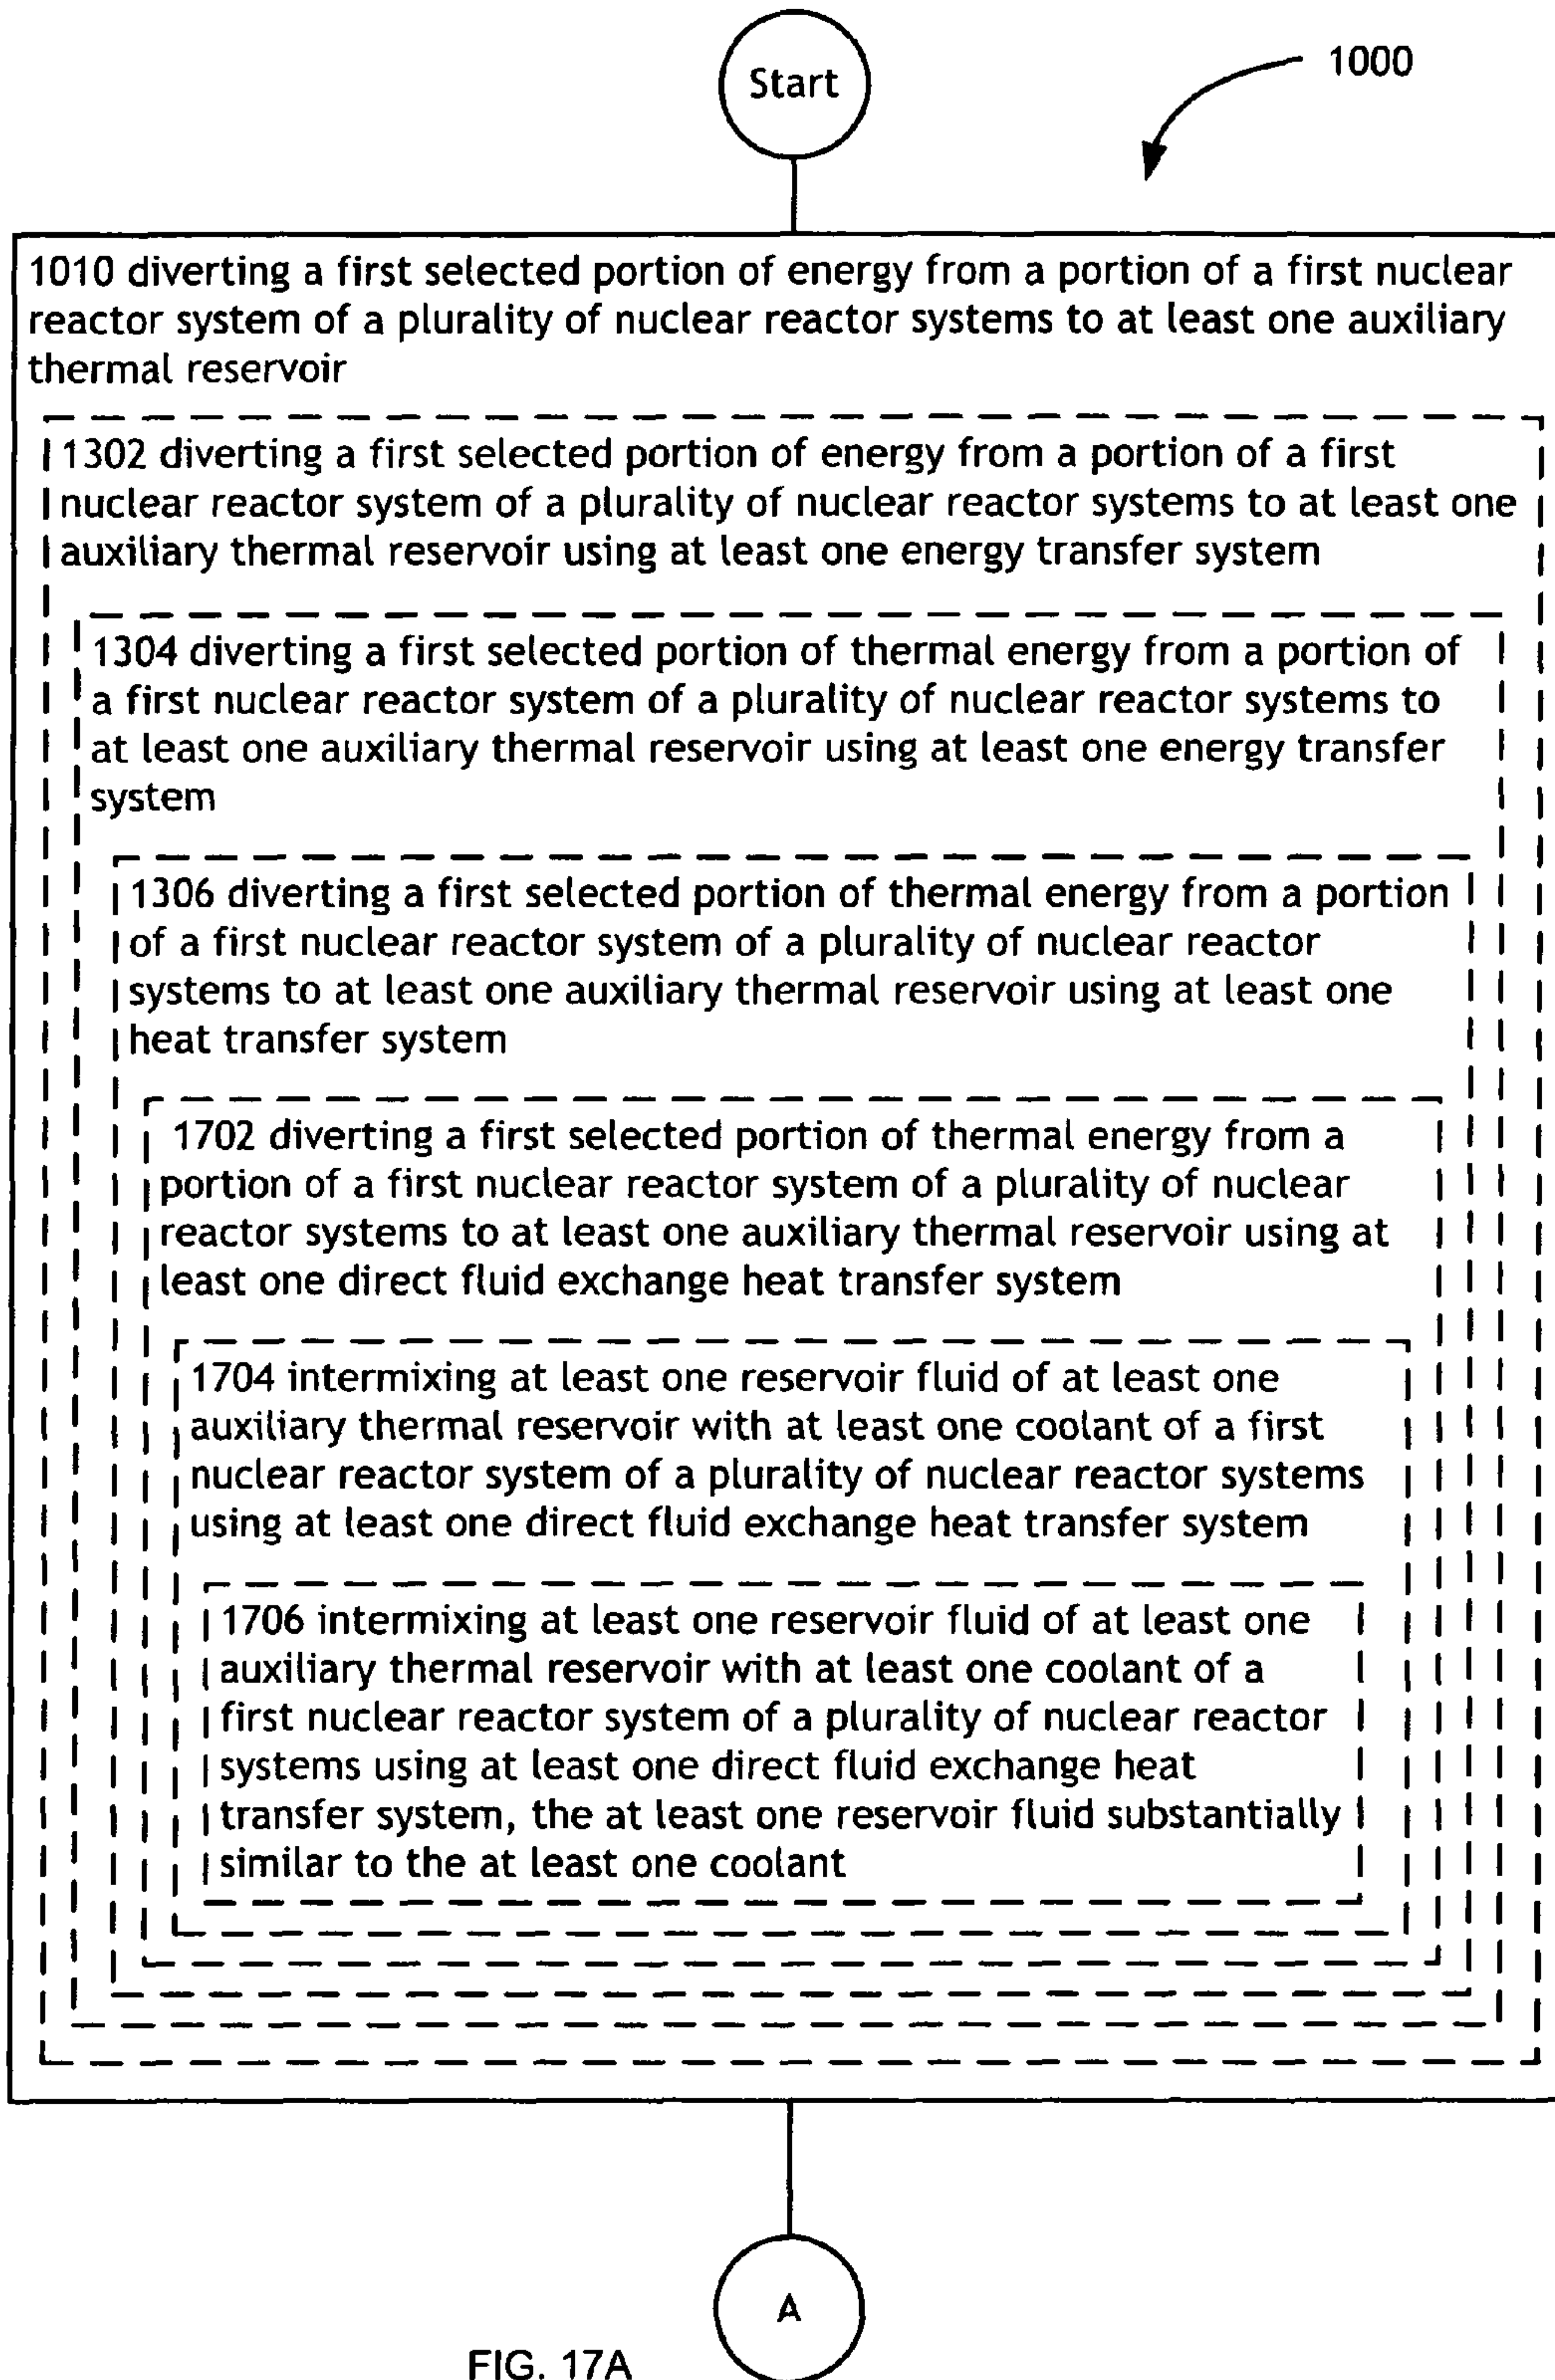 Start
1000
1010 diverting a first selected portion of energy from a portion of a first nuclear
reactor system of a plurality of nuclear reactor systems to at least one auxiliary
thermal reservoir
1302 diverting a first selected portion of energy from a portion of a first
nuclear reactor system of a plurality of nuclear reactor systems to at least one
auxiliary thermal reservoir using at least one energy transfer system
1304 diverting a first selected portion of thermal energy from a portion of
a first nuclear reactor system of a plurality of nuclear reactor systems to
at least one auxiliary thermal reservoir using at least one energy transfer
system
1306 diverting a first selected portion of thermal energy from a portion
of a first nuclear reactor system of a plurality of nuclear reactor
systems to at least one auxiliary thermal reservoir using at least one
heat transfer system
1702 diverting a first selected portion of thermal energy from a
portion of a first nuclear reactor system of a plurality of nuclear
reactor systems to at least one auxiliary thermal reservoir using at
least one direct fluid exchange heat transfer system
1704 intermixing at least one reservoir fluid of at least one
auxiliary thermal reservoir with at least one coolant of a first
nuclear reactor system of a plurality of nuclear reactor systems
using at least one direct fluid exchange heat transfer system
1706 intermixing at least one reservoir fluid of at least one
auxiliary thermal reservoir with at least one coolant of a
first nuclear reactor system of a plurality of nuclear reactor
systems using at least one direct fluid exchange heat
transfer system, the at least one reservoir fluid substantially
similar to the at least one coolant
A
FIG. 17A